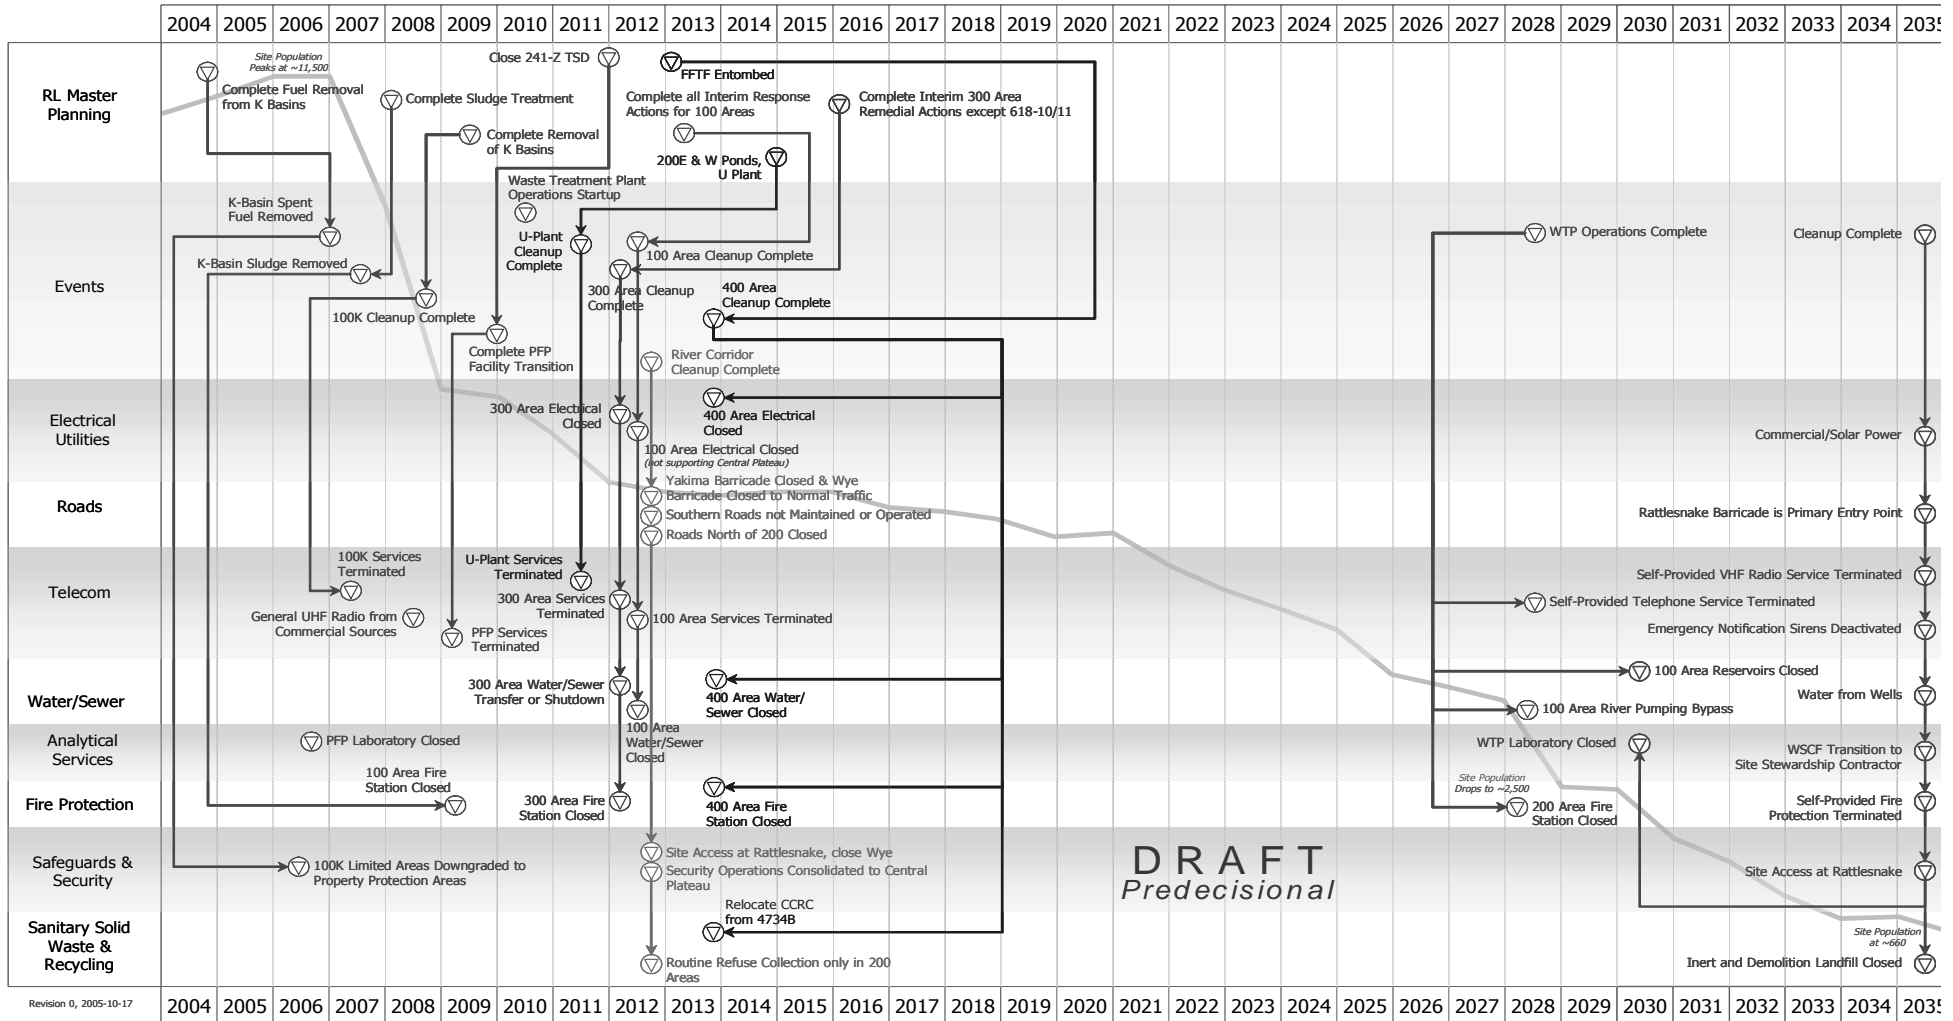 2004 2005 2006 2007 2008 2009 2010 2011 2012 2013 2014 2015 2016 2017 2018 2019 2020 2021 2022 2023 2024 2025 2026 2027 2028 2029 2030 2031 2032 2033 2034 2035
RL Master
Planning
Site Population
Peaks at ~11,500
Complete Fuel Removal
from K Basins
Complete Sludge Treatment
Complete Removal
of K Basins
Close 241-Z TSD
FFTF Entombed
Complete all Interim Response
Actions for 100 Areas
200E & W Ponds,
U Plant
Complete Interim 300 Area
Remedial Actions except 618-10/11
Events
K-Basin Spent
Fuel Removed
K-Basin Sludge Removed
100K Cleanup Complete
Waste Treatment Plant
Operations Startup
U-Plant
Cleanup
Complete
Complete PFP
Facility Transition
100 Area Cleanup Complete
300 Area Cleanup
Complete
400 Area
Cleanup Complete
River Corridor
Cleanup Complete
WTP Operations Complete
Cleanup Complete
Electrical
Utilities
300 Area Electrical
Closed
400 Area Electrical
Closed
100 Area Electrical Closed
(not supporting Central Plateau)
Commercial/Solar Power
Roads
Yakima Barricade Closed & Wye
Barricade Closed to Normal Traffic
Southern Roads not Maintained or Operated
Roads North of 200 Closed
Rattlesnake Barricade is Primary Entry Point
Telecom
100K Services
Terminated
General UHF Radio from
Commercial Sources
PFP Services
Terminated
U-Plant Services
Terminated
300 Area Services
Terminated
100 Area Services Terminated
Self-Provided VHF Radio Service Terminated
Self-Provided Telephone Service Terminated
Emergency Notification Sirens Deactivated
Water/Sewer
300 Area Water/Sewer
Transfer or Shutdown
100 Area
Water/Sewer
Closed
400 Area Water/
Sewer Closed
100 Area Reservoirs Closed
Water from Wells
100 Area River Pumping Bypass
Analytical
Services
PFP Laboratory Closed
WTP Laboratory Closed
WSCF Transition to
Site Stewardship Contractor
Fire Protection
100 Area Fire
Station Closed
300 Area Fire
Station Closed
400 Area Fire
Station Closed
Site Population
Drops to ~2,500
200 Area Fire
Station Closed
Self-Provided Fire
Protection Terminated
Safeguards &
Security
100K Limited Areas Downgraded to
Property Protection Areas
Site Access at Rattlesnake, close Wye
Security Operations Consolidated to Central
Plateau
DRAFT
Predecisional
Site Access at Rattlesnake
Sanitary Solid
Waste &
Recycling
Relocate CCRC
from 4734B
Routine Refuse Collection only in 200
Areas
Site Population
at ~660
Inert and Demolition Landfill Closed
Revision 0, 2005-10-17
2004 2005 2006 2007 2008 2009 2010 2011 2012 2013 2014 2015 2016 2017 2018 2019 2020 2021 2022 2023 2024 2025 2026 2027 2028 2029 2030 2031 2032 2033 2034 2035